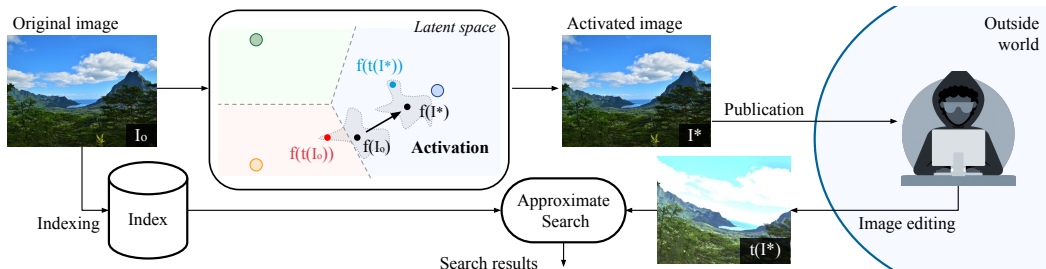 Original image
Latent space
Activated image
Outside
world
f(t(I*))
f(I*)
Publication
Activation
f(I₀)
f(t(I₀))
I₀
I*
Indexing
Index
Approximate
Search
Image editing
t(I*)
Search results